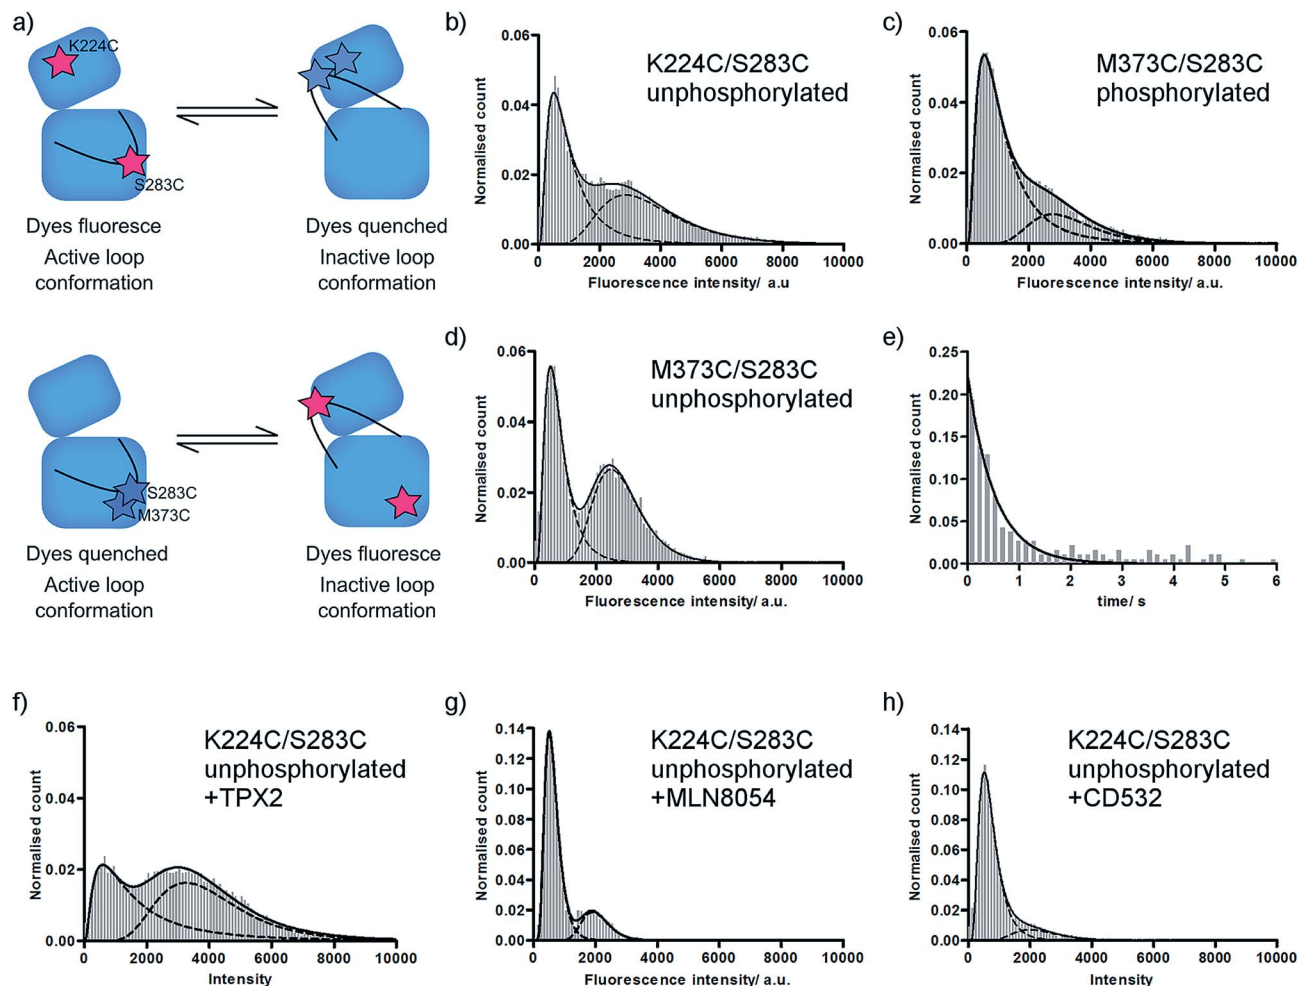 a)
K224C
S283C
Dyes fluoresce
Active loop
conformation
Dyes quenched
Inactive loop
conformation
S283C
M373C
Dyes quenched
Active loop
conformation
Dyes fluoresce
Inactive loop
conformation
b)
K224C/S283C
unphosphorylated
Normalised count
0.06
0.04
0.02
0.00
0
2000
4000
6000
8000
10000
Fluorescence intensity/ a.u
c)
M373C/S283C
phosphorylated
Normalised count
0.06
0.04
0.02
0.00
0
2000
4000
6000
8000
10000
Fluorescence intensity/ a.u.
d)
M373C/S283C
unphosphorylated
Normalised count
0.06
0.04
0.02
0.00
0
2000
4000
6000
8000
10000
Fluorescence intensity/ a.u.
e)
Normalised count
0.25
0.20
0.15
0.10
0.05
0.00
0
1
2
3
4
5
6
time/ s
f)
K224C/S283C
unphosphorylated
+TPX2
Normalised count
0.06
0.04
0.02
0.00
0
2000
4000
6000
8000
10000
Intensity
g)
K224C/S283C
unphosphorylated
+MLN8054
Normalised count
0.14
0.12
0.10
0.08
0.06
0.04
0.02
0.00
0
2000
4000
6000
8000
10000
Fluorescence intensity/ a.u.
h)
K224C/S283C
unphosphorylated
+CD532
Normalised count
0.14
0.12
0.10
0.08
0.06
0.04
0.02
0.00
0
2000
4000
6000
8000
10000
Intensity